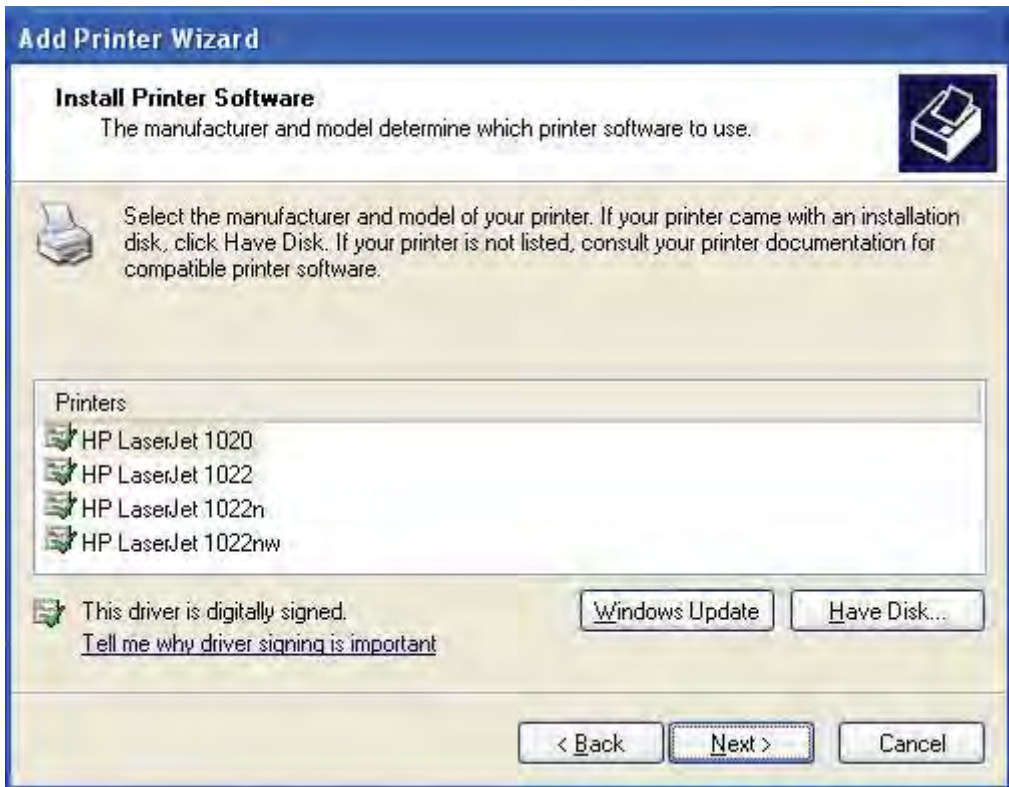 Add Printer Wizard
Install Printer Software
The manufacturer and model determine which printer software to use.
Select the manufacturer and model of your printer. If your printer came with an installation
disk, click Have Disk. If your printer is not listed, consult your printer documentation for
compatible printer software.
Printers
HP LaserJet 1020
HP LaserJet 1022
HP LaserJet 1022n
HP LaserJet 1022nw
This driver is digitally signed.
Windows Update
Have Disk...
Tell me why driver signing is important
< Back
Next >
Cancel